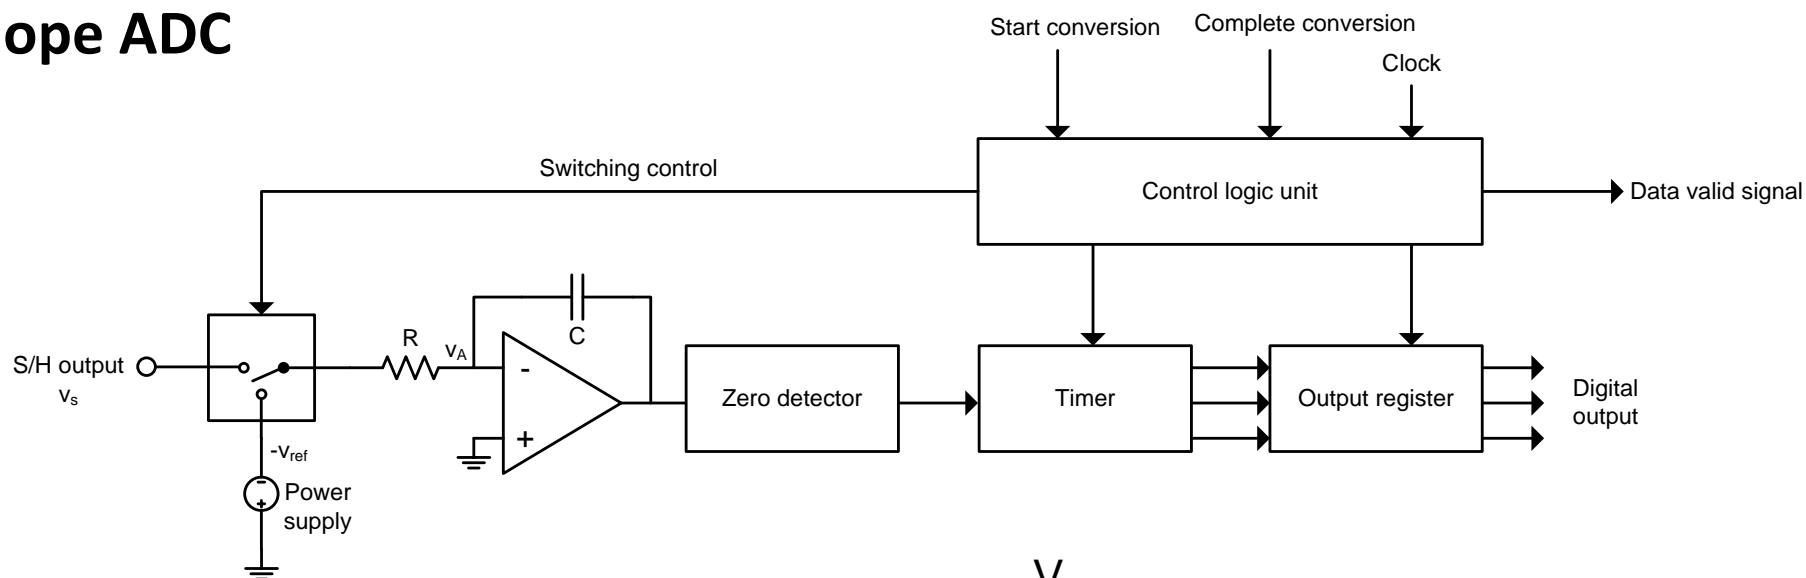 ope ADC
Start conversion
Complete conversion
Clock
Switching control
Control logic unit
Data valid signal
S/H output
vs
R
vA
C
-
+
Zero detector
Timer
Output register
Digital
output
-vref
-
+
Power
supply
V